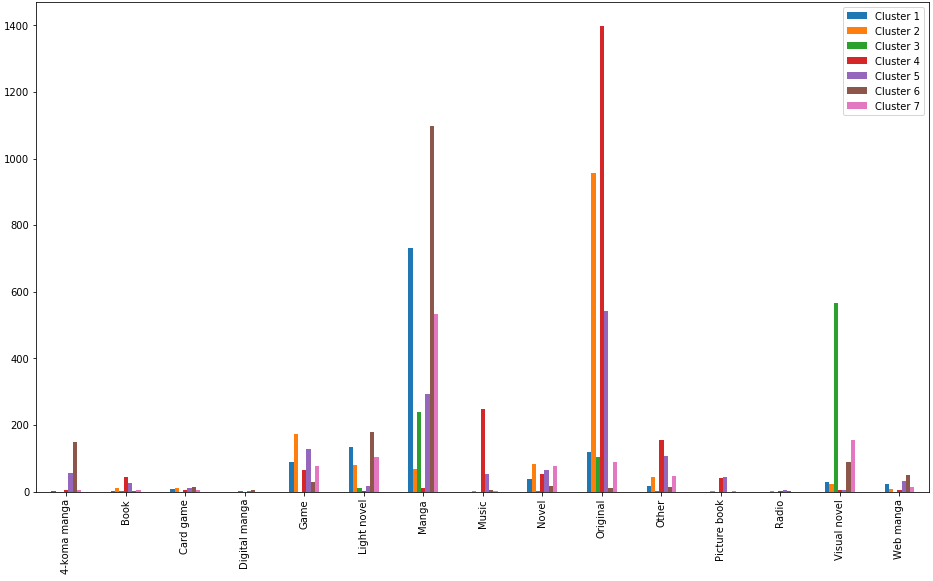 1400
1200
1000
800
600
400
200
0
Cluster 1
Cluster 2
Cluster 3
Cluster 4
Cluster 5
Cluster 6
Cluster 7
4-koma manga
Book
Card game
Digital manga
Game
Light novel
Manga
Music
Novel
Original
Other
Picture book
Radio
Visual novel
Web manga